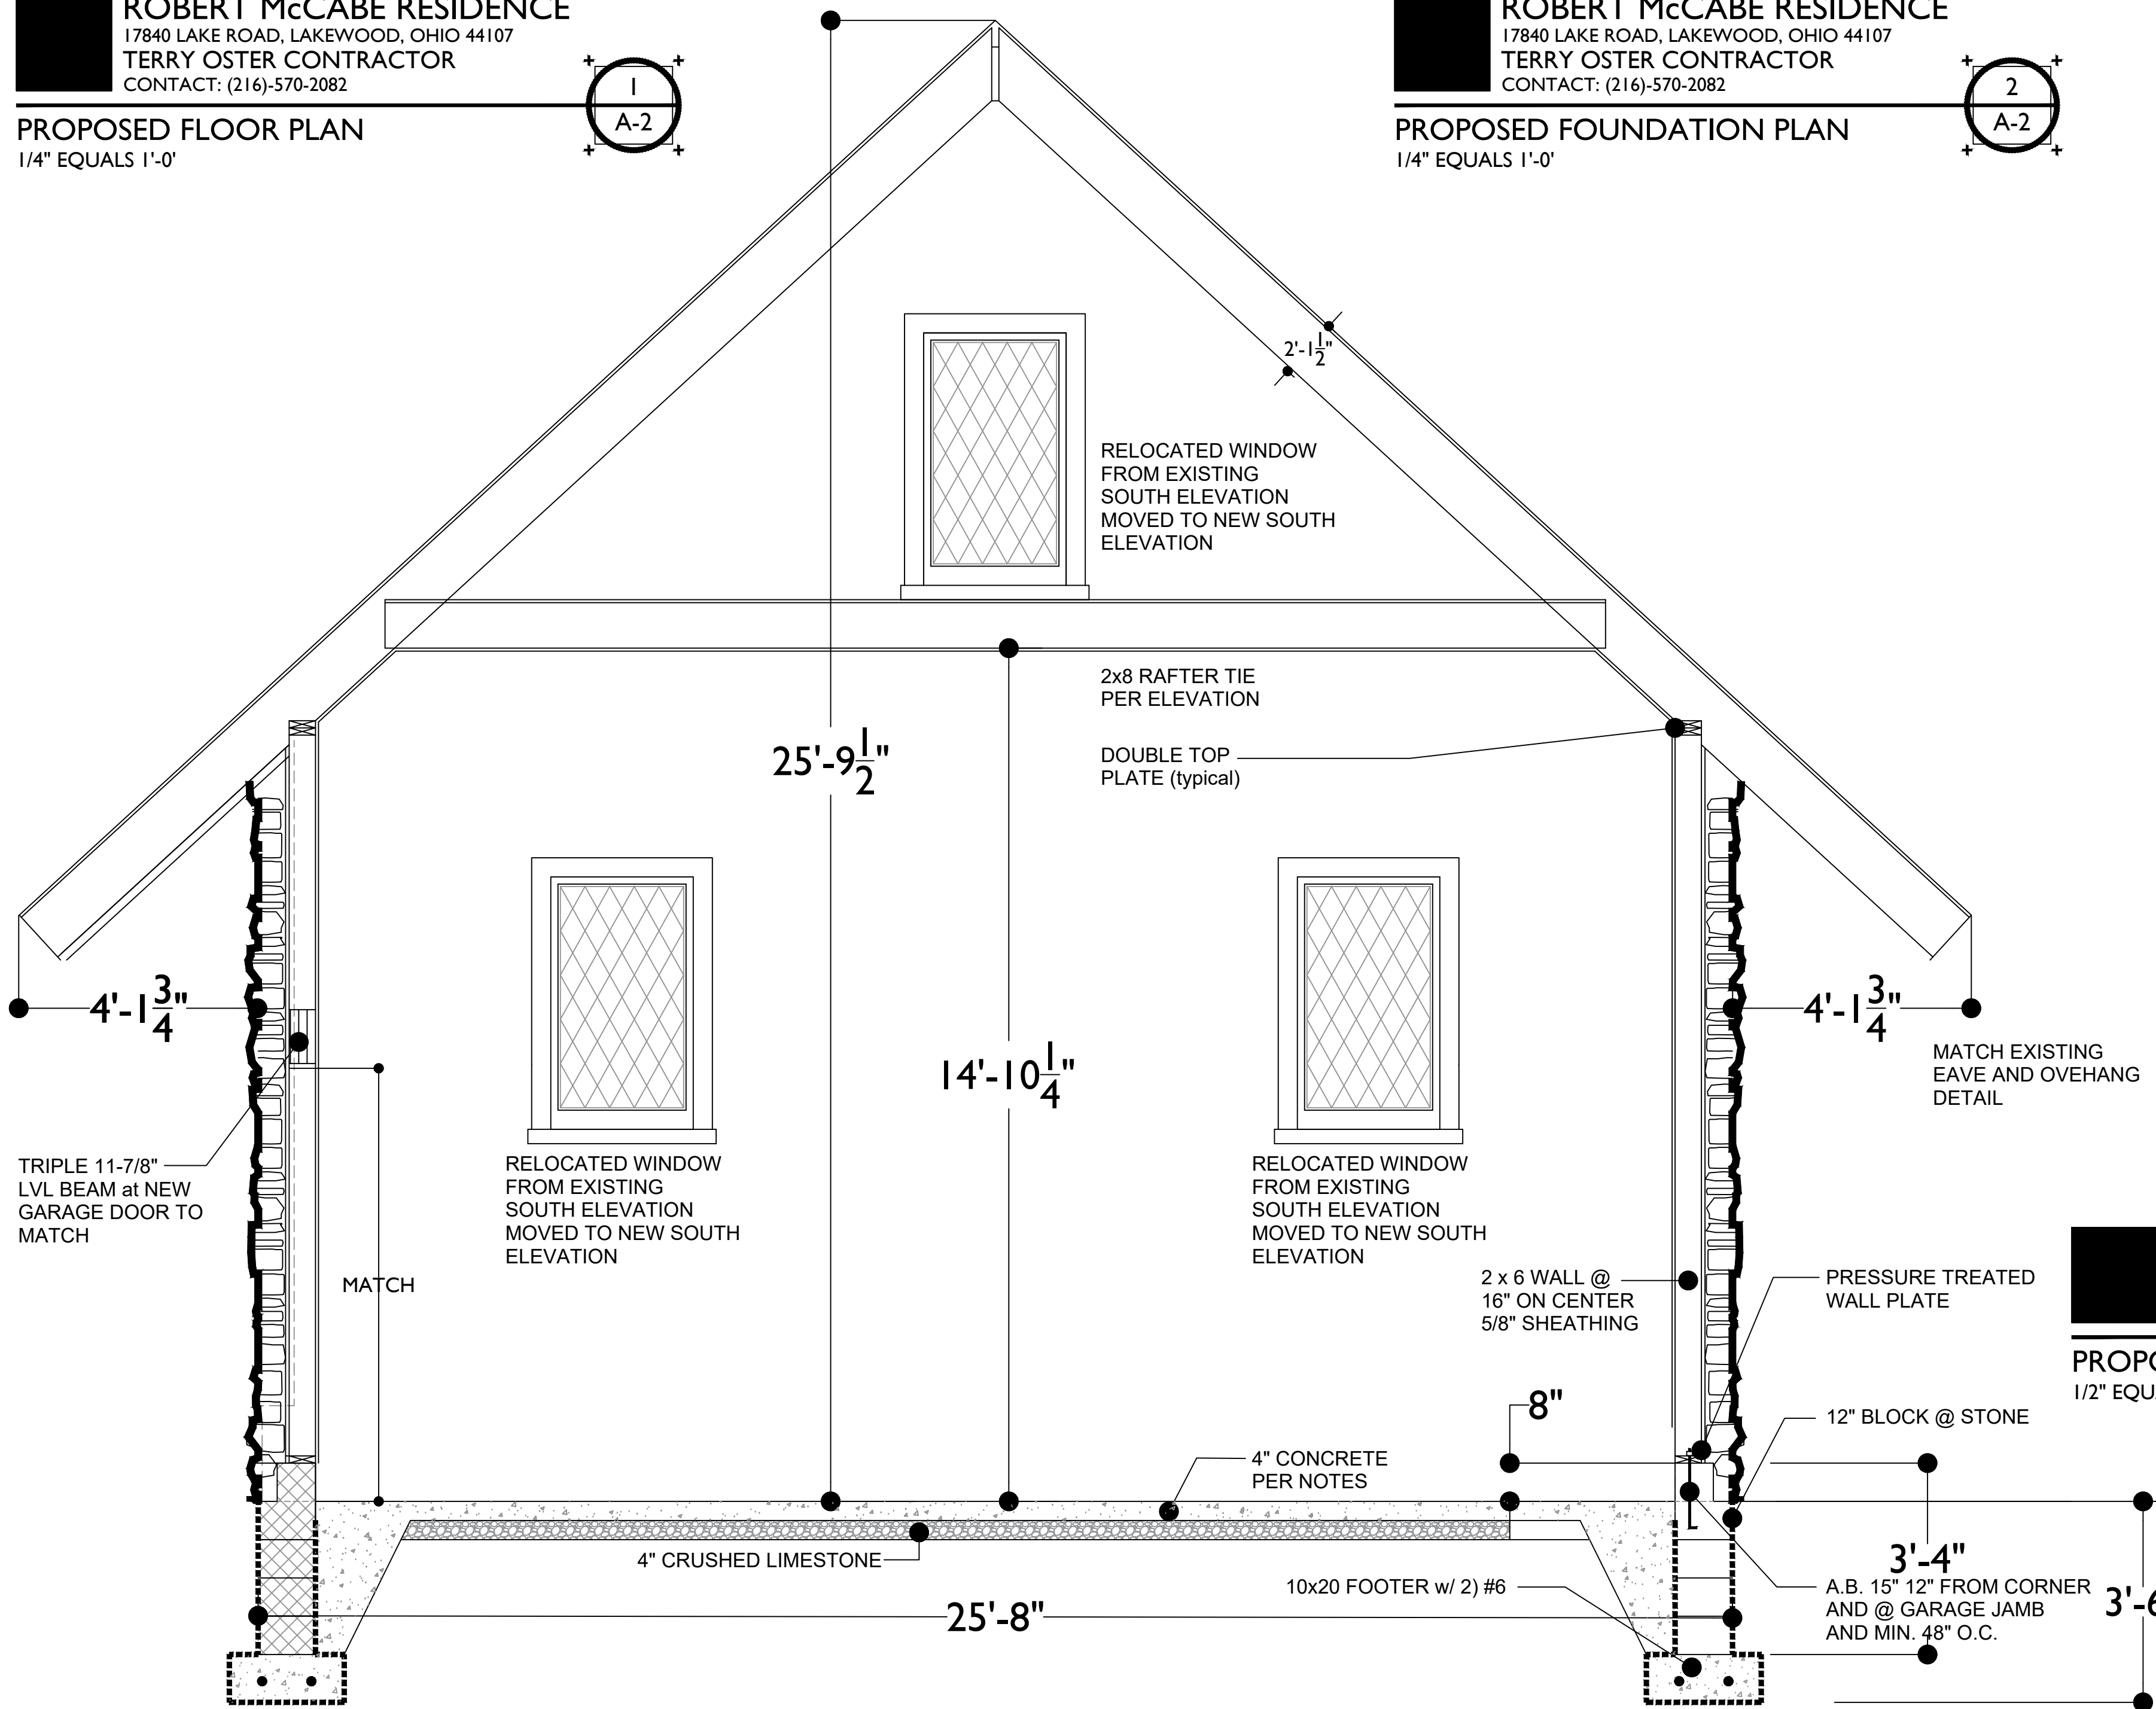 ROBERT McCABE RESIDENCE
17840 LAKE ROAD, LAKEWOOD, OHIO 44107
TERRY OSTER CONTRACTOR
CONTACT: (216)-570-2082
1
A-2
PROPOSED FLOOR PLAN
1/4" EQUALS 1'-0'
ROBERT McCABE RESIDENCE
17840 LAKE ROAD, LAKEWOOD, OHIO 44107
TERRY OSTER CONTRACTOR
CONTACT: (216)-570-2082
2
A-2
PROPOSED FOUNDATION PLAN
1/4" EQUALS 1'-0'
2'-1 1/2"
RELOCATED WINDOW
FROM EXISTING
SOUTH ELEVATION
MOVED TO NEW SOUTH
ELEVATION
2x8 RAFTER TIE
PER ELEVATION
DOUBLE TOP
PLATE (typical)
25'-9 1/2"
4'-1 3/4"
4'-1 3/4"
14'-10 1/4"
MATCH EXISTING
EAVE AND OVEHANG
DETAIL
TRIPLE 11-7/8"
LVL BEAM at NEW
GARAGE DOOR TO
MATCH
RELOCATED WINDOW
FROM EXISTING
SOUTH ELEVATION
MOVED TO NEW SOUTH
ELEVATION
RELOCATED WINDOW
FROM EXISTING
SOUTH ELEVATION
MOVED TO NEW SOUTH
ELEVATION
MATCH
2 x 6 WALL @
16" ON CENTER
5/8" SHEATHING
PRESSURE TREATED
WALL PLATE
PROPO
1/2" EQU
8"
12" BLOCK @ STONE
4" CONCRETE
PER NOTES
4" CRUSHED LIMESTONE
10x20 FOOTER w/ 2) #6
3'-4"
A.B. 15" 12" FROM CORNER
AND @ GARAGE JAMB
AND MIN. 48" O.C.
3'-6
25'-8"